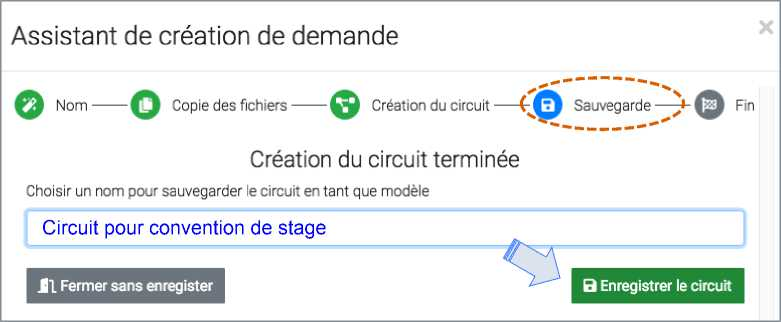 Assistant de création de demande
×
Nom Copie des fichiers Création du circuit Sauvegarde Fin
Création du circuit terminée
Choisir un nom pour sauvegarder le circuit en tant que modèle
Circuit pour convention de stage
Fermer sans enregister Enregistrer le circuit